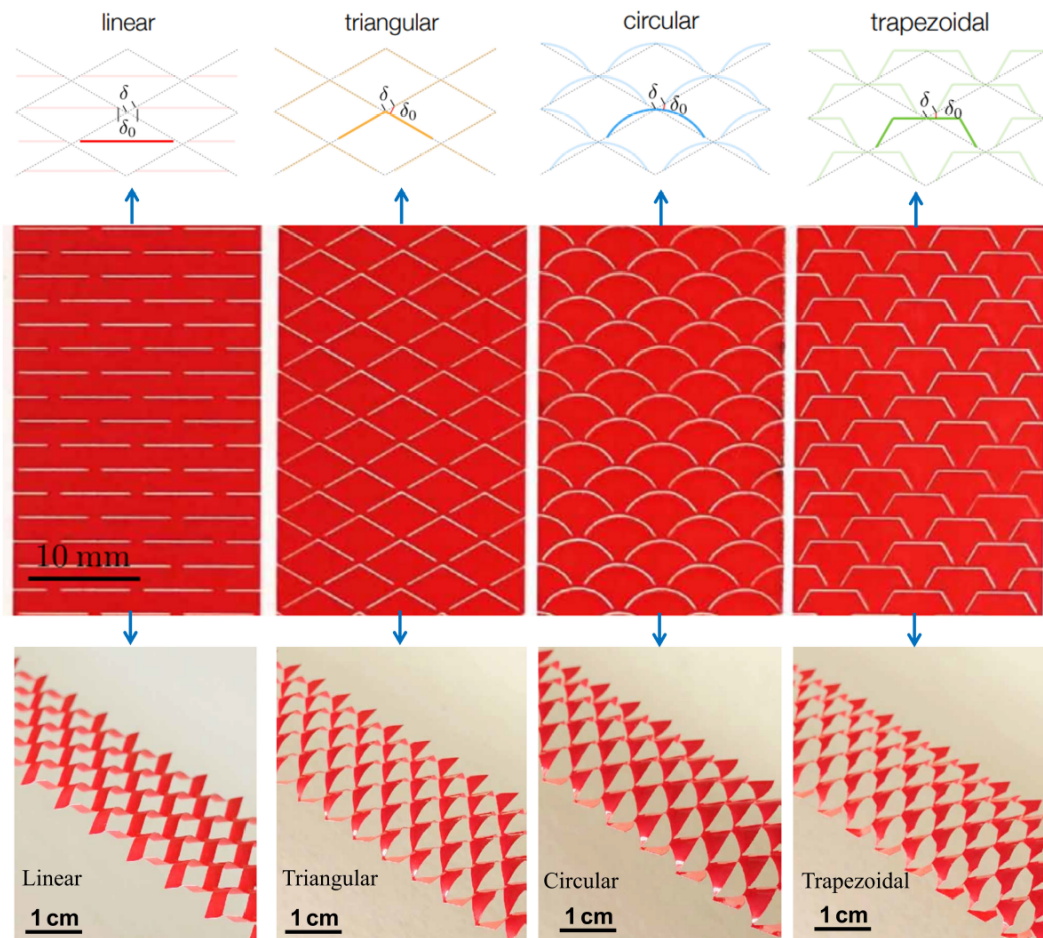 linear
triangular
circular
trapezoidal
δ
δ₀
δ
δ₀
δ
δ₀
δ
δ₀
10 mm
Linear
1 cm
Triangular
1 cm
Circular
1 cm
Trapezoidal
1 cm